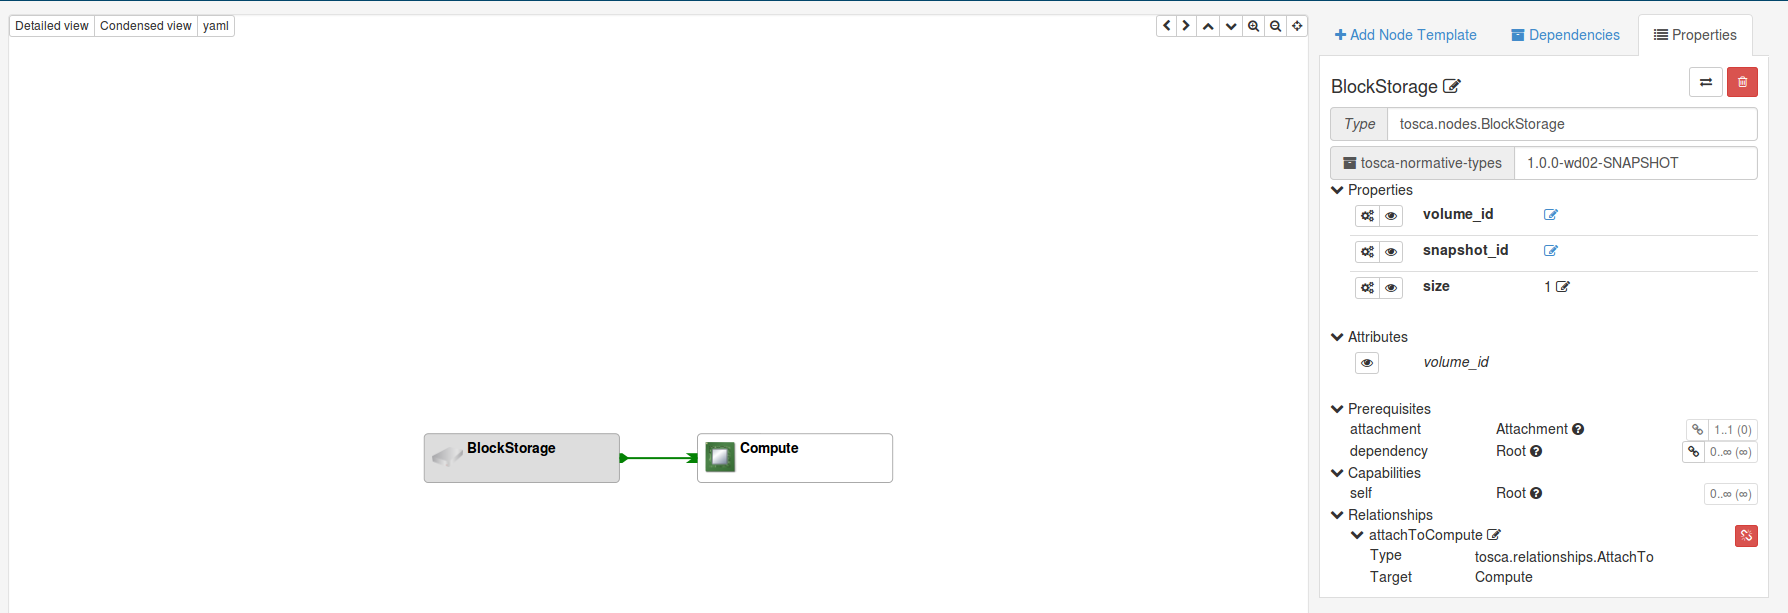 Detailed view Condensed view yaml
Add Node Template Dependencies Properties
BlockStorage
Type tosca.nodes.BlockStorage
tosca-normative-types 1.0.0-wd02-SNAPSHOT
Properties
volume_id
snapshot_id
size 1
Attributes
volume_id
Prerequisites
attachment Attachment 1..1 (0)
dependency Root 0..∞ (∞)
Capabilities
self Root 0..∞ (∞)
Relationships
attachToCompute
Type tosca.relationships.AttachTo
Target Compute
BlockStorage Compute